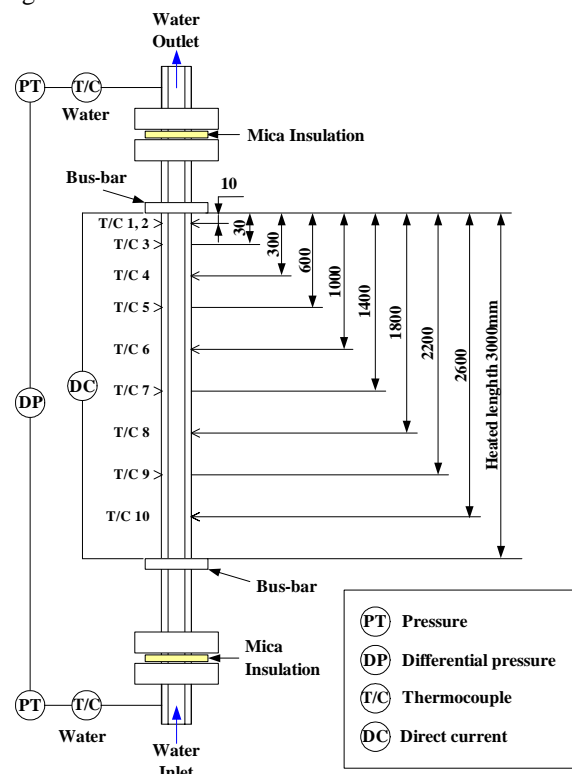 g
Water
Outlet
PT
T/C
Water
Mica Insulation
Bus-bar
10
T/C 1, 2
T/C 3
T/C 4
T/C 5
T/C 6
T/C 7
T/C 8
T/C 9
T/C 10
30
300
600
1000
1400
1800
2200
2600
Heated lenghth 3000mm
DC
DP
Bus-bar
Mica
Insulation
PT
T/C
Water
Water
Inlet
PT Pressure
DP Differential pressure
T/C Thermocouple
DC Direct current